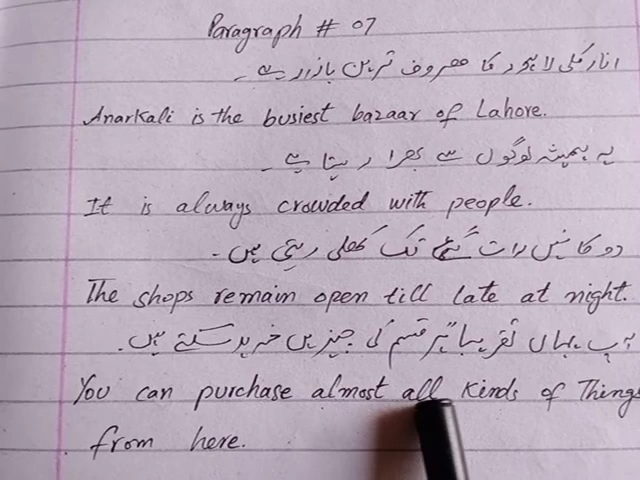 Paragraph # 07
انارکلی لاہور کا مصروف ترین بازار ہے۔
Anarkali is the busiest bazaar of Lahore.
یہ ہمیشہ لوگوں سے بھرا رہتا ہے۔
It is always crowded with people.
دوکانیں رات گئے تک کھلی رہتی ہیں۔
The shops remain open till late at night.
آپ یہاں تقریباً ہر قسم کی چیزیں خرید سکتے ہیں۔
You can purchase almost all kinds of Things
from here.